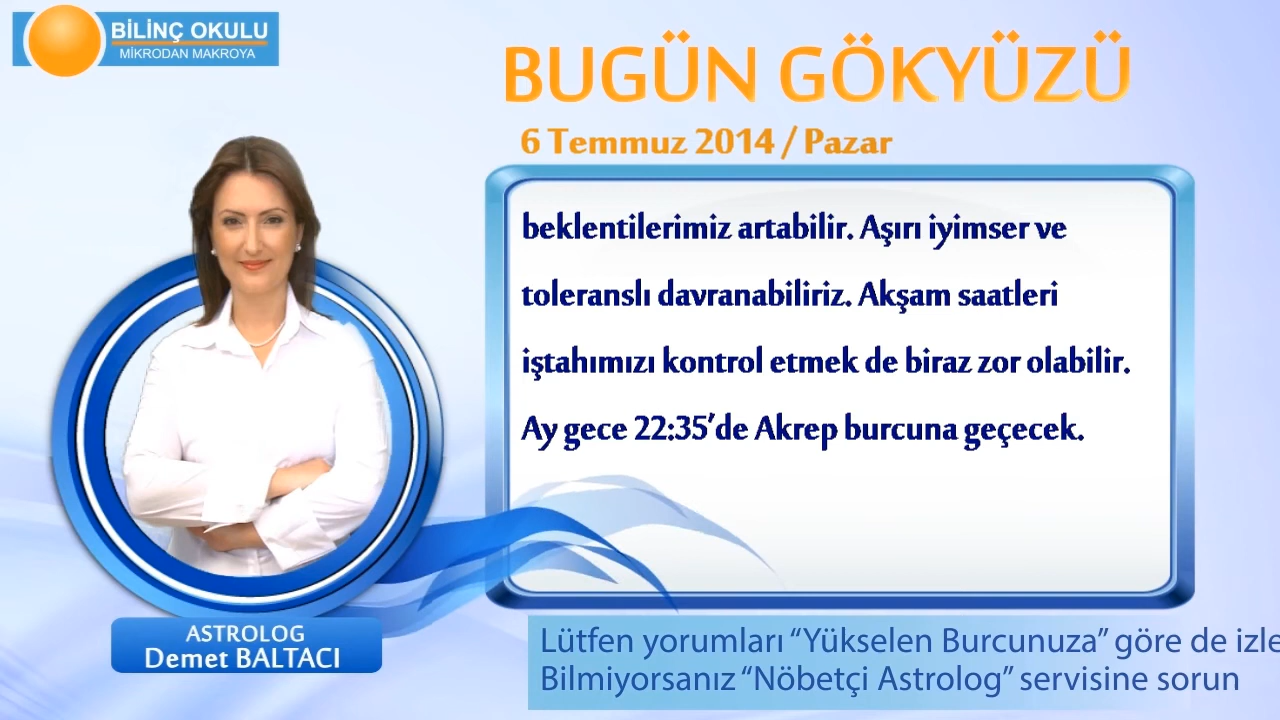 BİLİNÇ OKULU
MİKRODAN MAKROYA
BUGÜN GÖKYÜZÜ
6 Temmuz 2014 / Pazar
beklentilerimiz artabilir. Aşırı iyimser ve
toleranslı davranabiliriz. Akşam saatleri
iştahımızı kontrol etmek de biraz zor olabilir.
Ay gece 22:35'de Akrep burcuna geçecek.
ASTROLOG
Demet BALTACI
Lütfen yorumları “Yükselen Burcunuza” göre de izle
Bilmiyorsanız “Nöbetçi Astrolog” servisine sorun